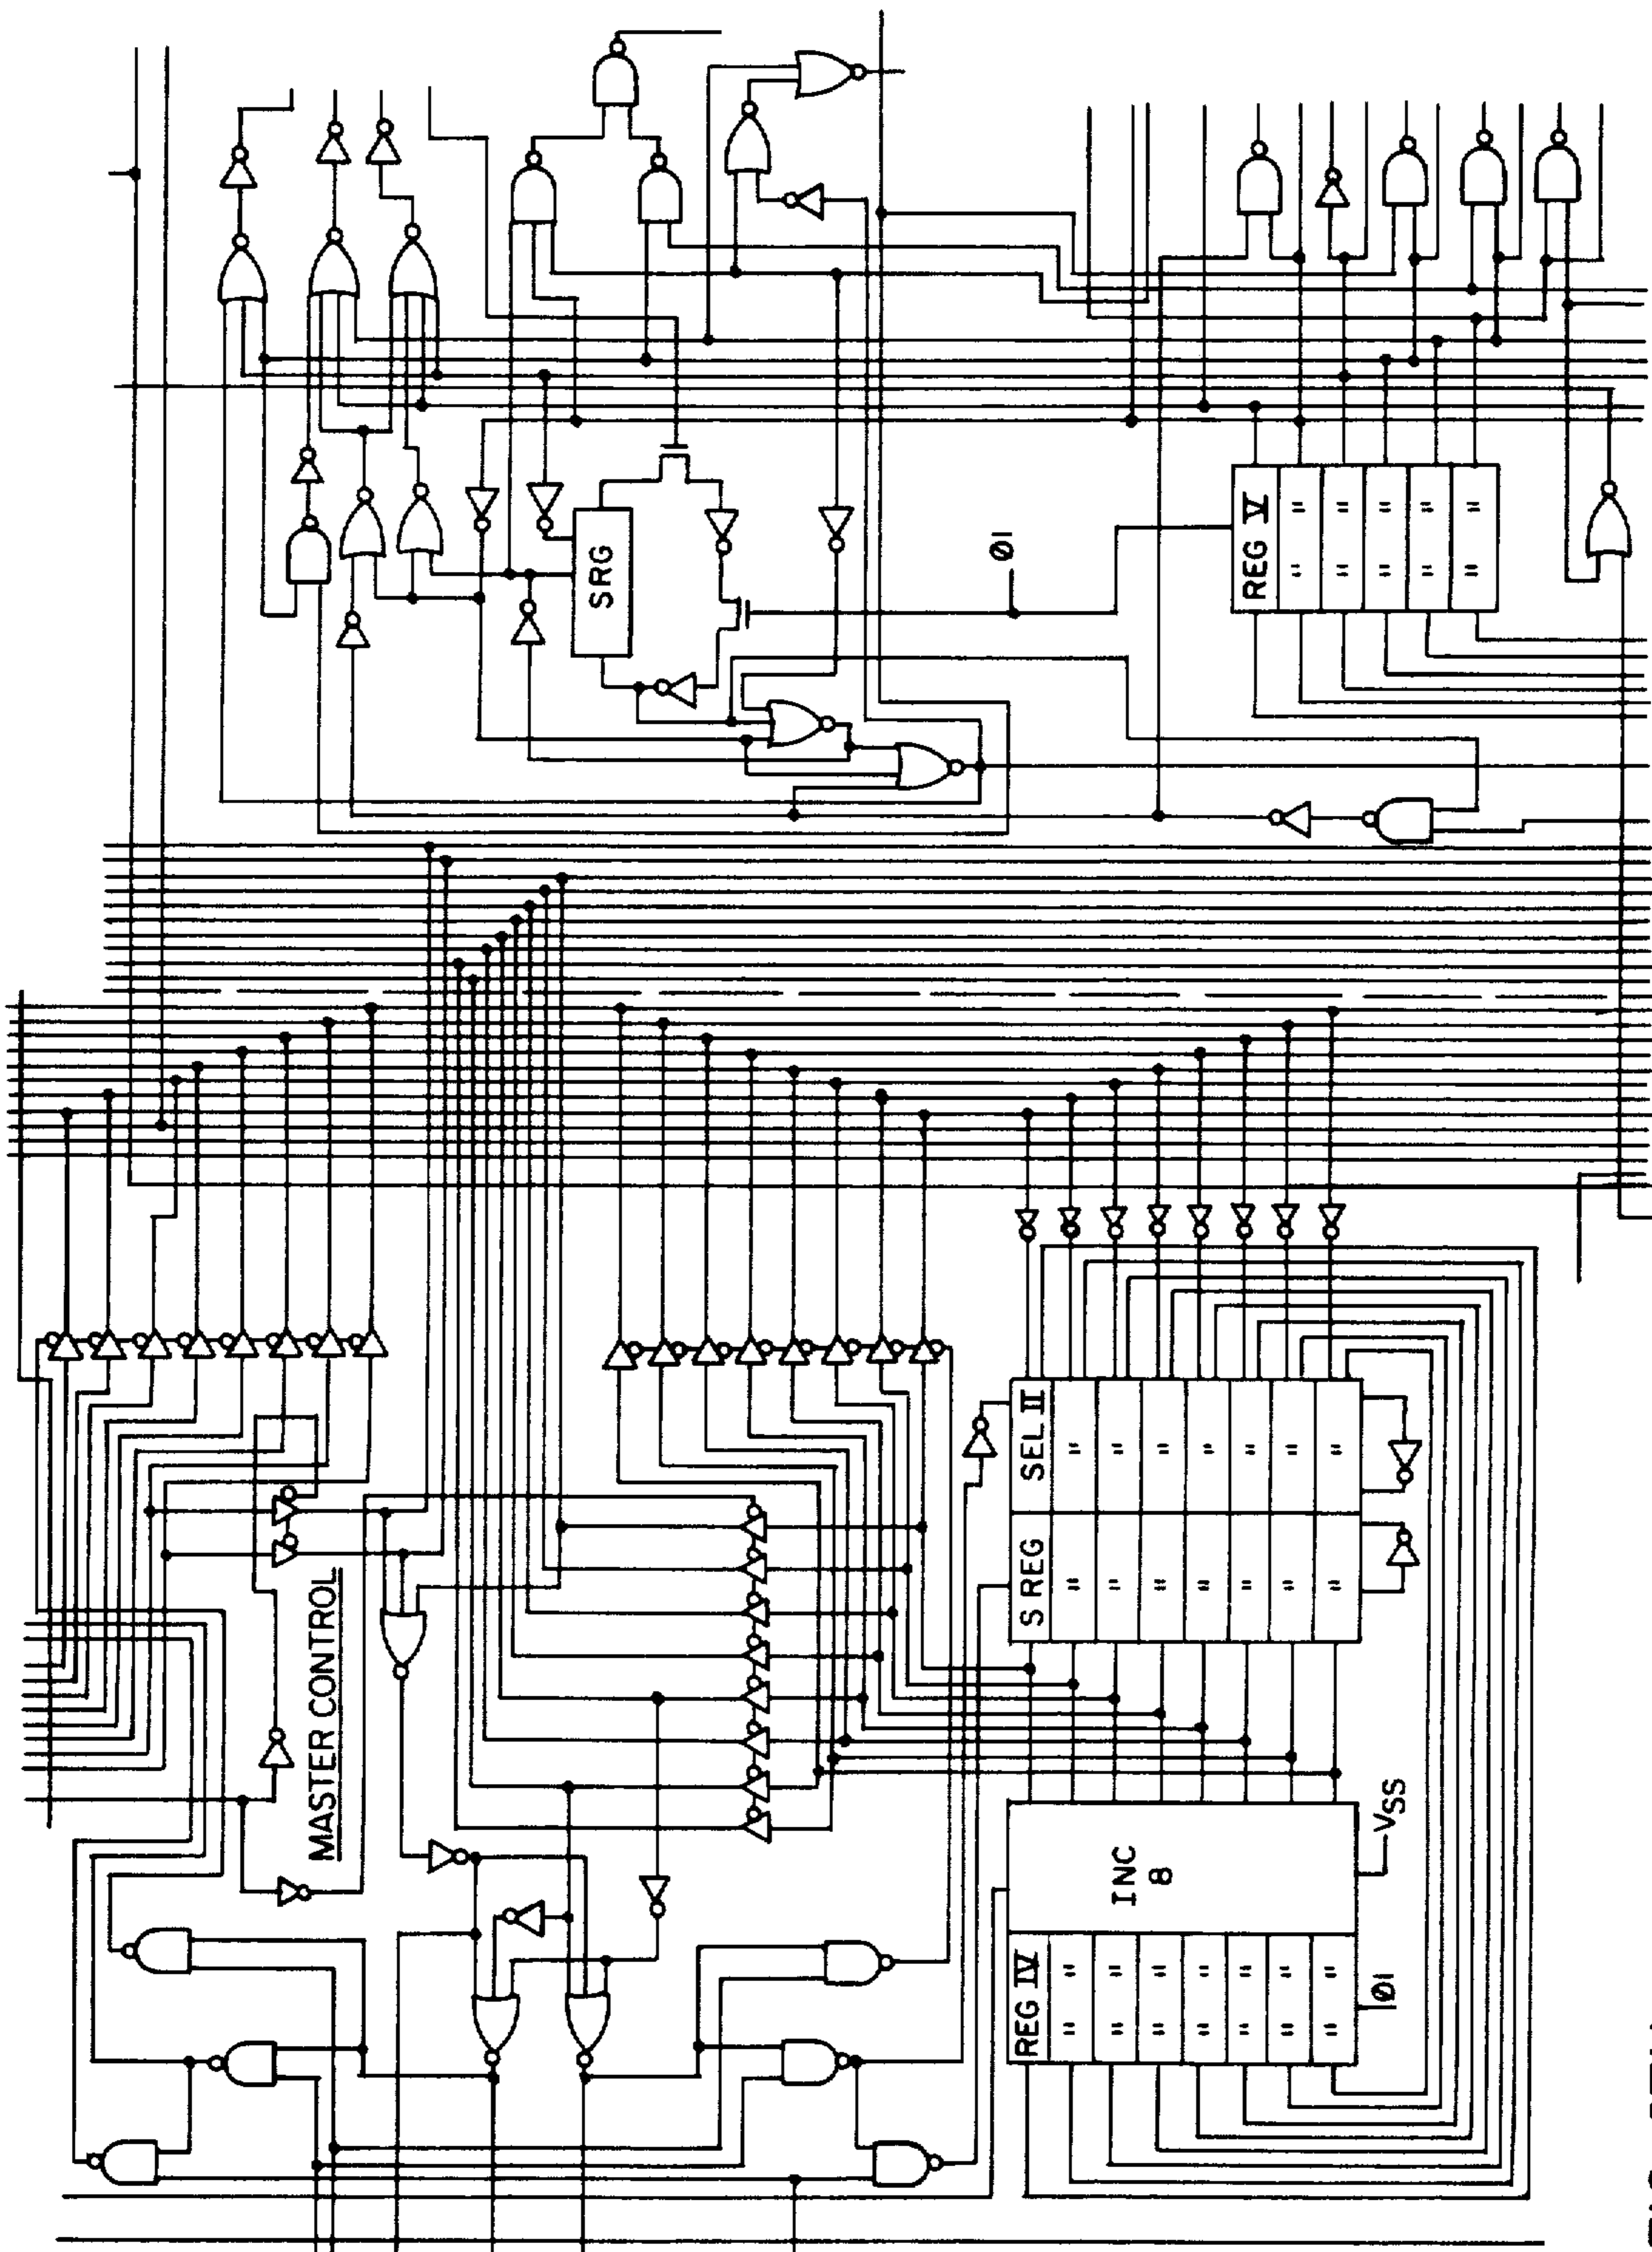 SRG
Ø1
REG V
" "
" "
" "
" "
" "
MASTER CONTROL
S REG SEL II
" "
" "
" "
" "
" "
" "
" "
INC
8
VSS
REG IV
" "
" "
" "
" "
" "
" "
" "
Ø1